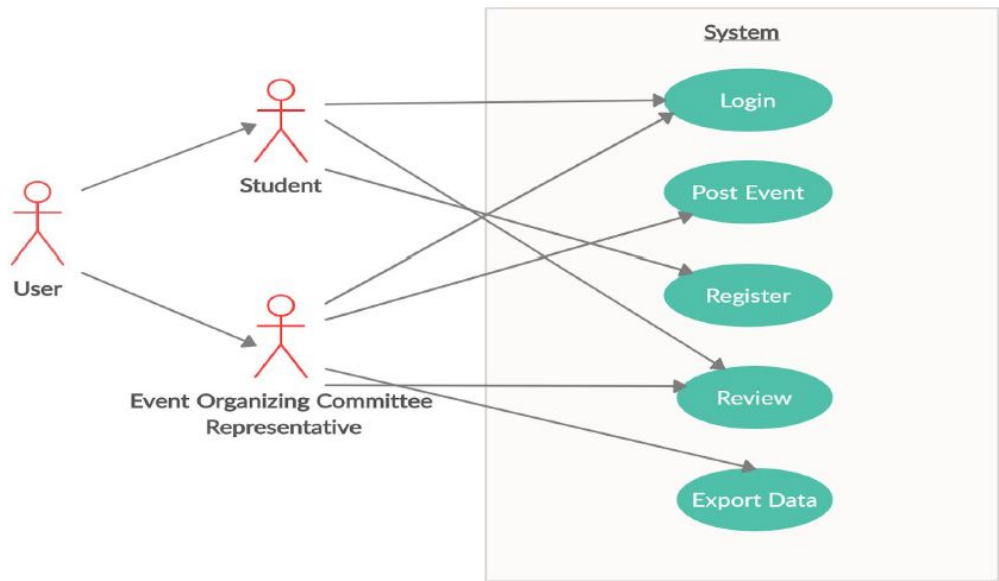 System
Login
Student
Post Event
User
Register
Event Organizing Committee
Representative
Review
Export Data